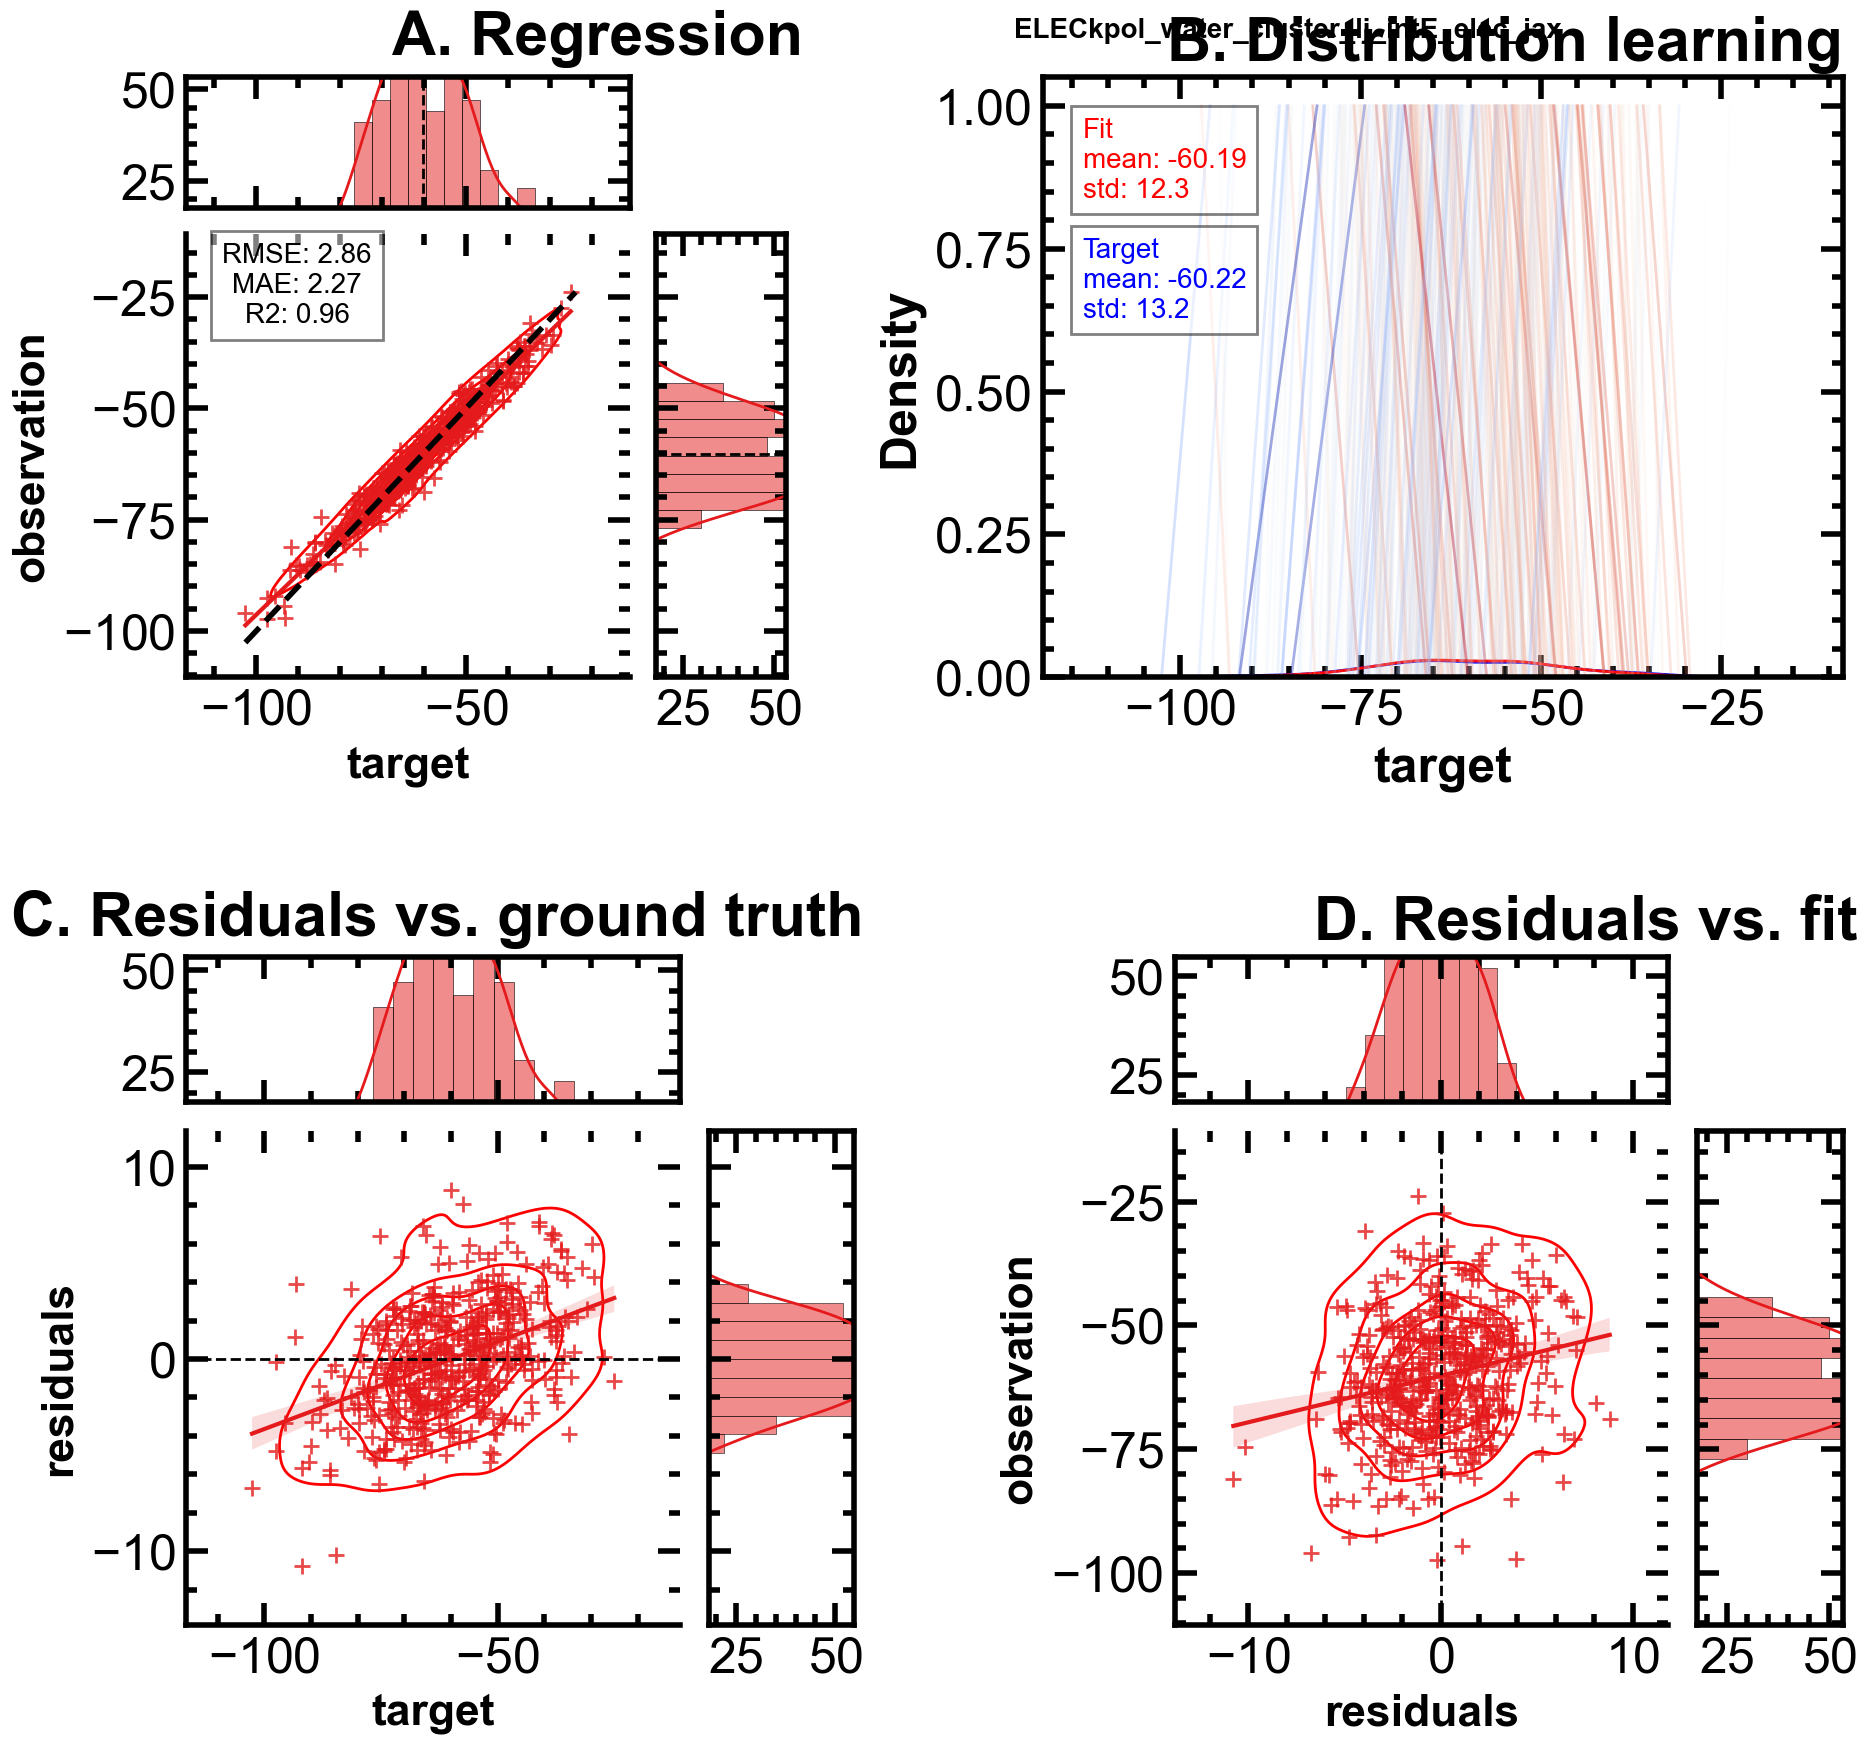 A. Regression
50
25
RMSE: 2.86
MAE: 2.27
R2: 0.96
−25
−50
−75
−100
observation
−100
−50
target
25
50
ELECkpol_water_cluster
B. Distribution learning
1.00
0.75
0.50
0.25
0.00
Density
Fit
mean: -60.19
std: 12.3
Target
mean: -60.22
std: 13.2
−100
−75
−50
−25
target
C. Residuals vs. ground truth
50
25
10
0
−10
residuals
−100
−50
target
25
50
D. Residuals vs. fit
50
25
−25
−50
−75
−100
observation
−10
0
10
residuals
25
50